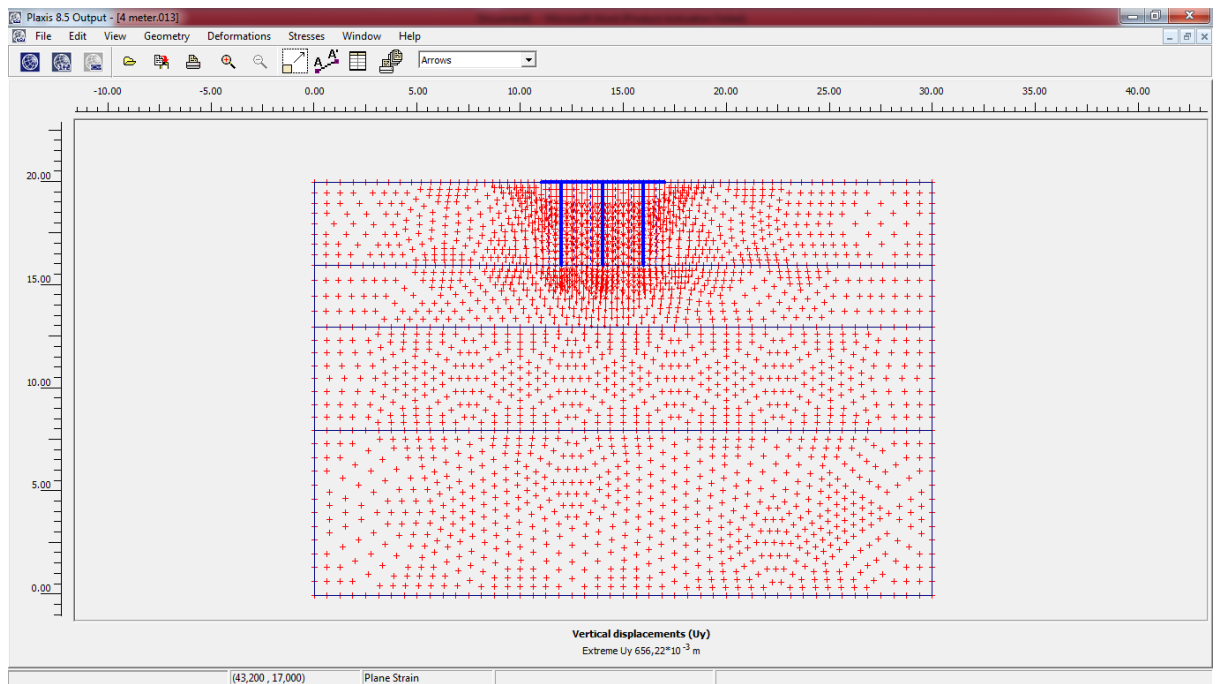 Plaxis 8.5 Output - [4 meter.013]
File Edit View Geometry Deformations Stresses Window Help
Arrows
-10.00 -5.00 0.00 5.00 10.00 15.00 20.00 25.00 30.00 35.00 40.00
20.00
15.00
10.00
5.00
0.00
Vertical displacements (Uy)
Extreme Uy 656,22*10⁻³ m
(43,200 , 17,000) Plane Strain